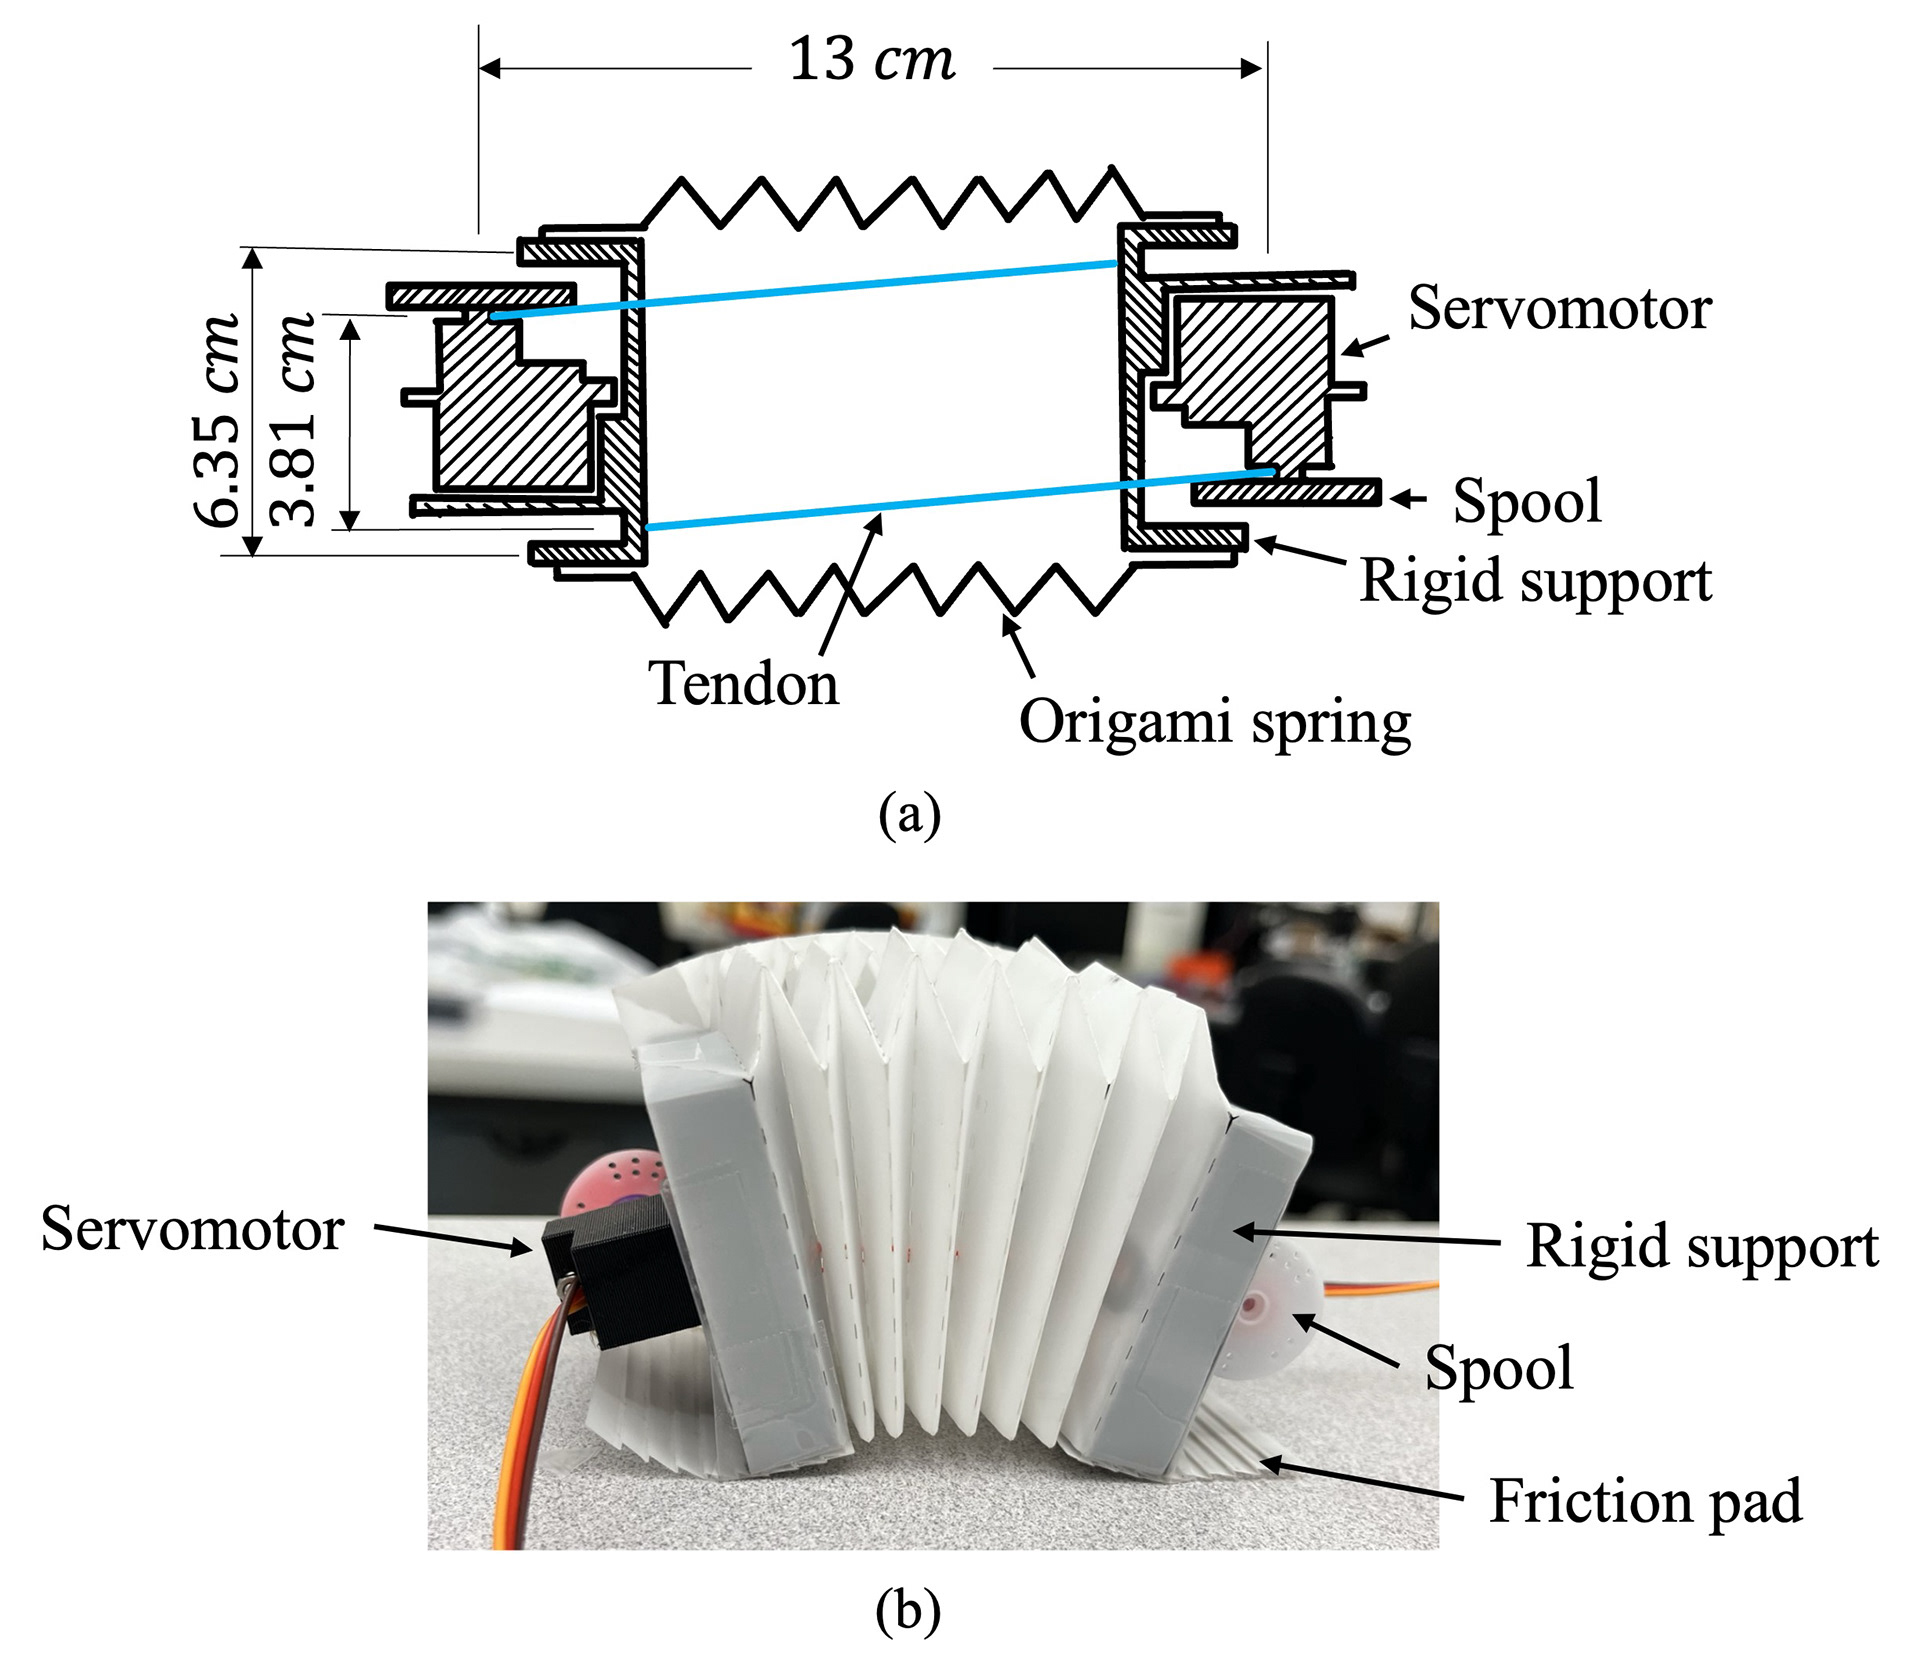 13 cm
6.35 cm
3.81 cm
Servomotor
Spool
Rigid support
Tendon
Origami spring
(a)
Servomotor
Rigid support
Spool
Friction pad
(b)